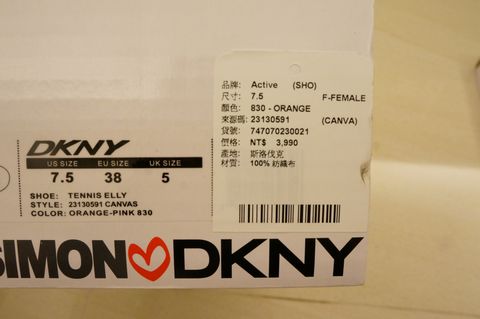 品牌: Active (SHO)
尺寸: 7.5 F-FEMALE
顏色: 830 - ORANGE
來源碼: 23130591 (CANVA)
貨號: 747070230021
價格: NT$ 3,990
產地: 斯洛伐克
材質: 100% 紡織布
DKNY
US SIZE EU SIZE UK SIZE
7.5 38 5
SHOE: TENNIS ELLY
STYLE: 23130591 CANVAS
COLOR: ORANGE-PINK 830
SIMON DKNY